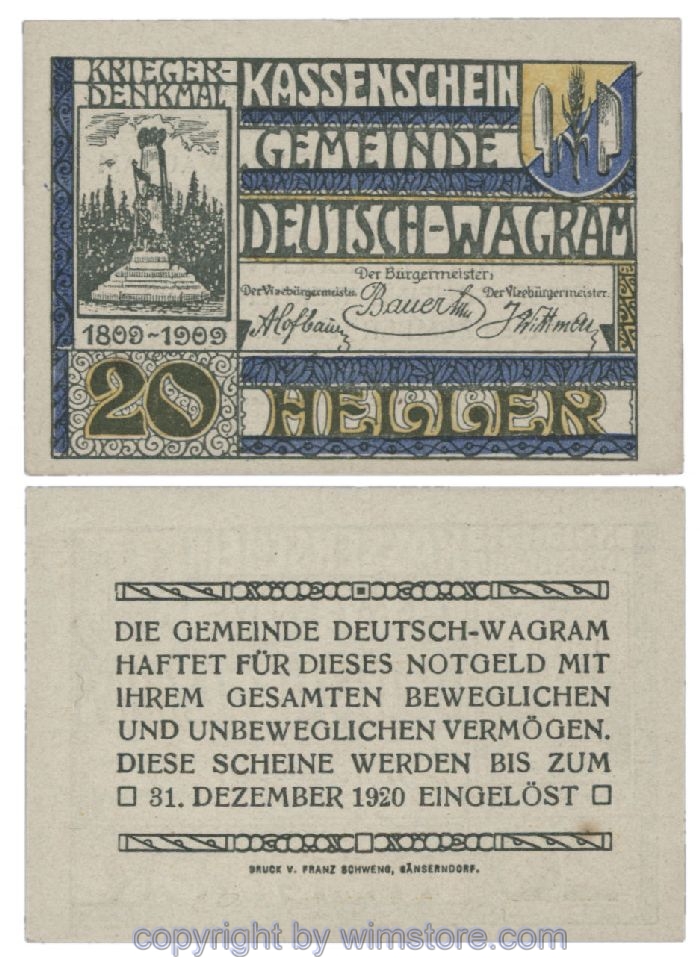 KRIEGER-
DENKMAL
1809-1909
20
KASSENSCHEIN
GEMEINDE
DEUTSCH-WAGRAM
Der Bürgermeister:
Der Vizebürgermeister.
Der Vizebürgermeister.
Bauer
HELLER
DIE GEMEINDE DEUTSCH-WAGRAM
HAFTET FÜR DIESES NOTGELD MIT
IHREM GESAMTEN BEWEGLICHEN
UND UNBEWEGLICHEN VERMÖGEN.
DIESE SCHEINE WERDEN BIS ZUM
31. DEZEMBER 1920 EINGELÖST
DRUCK V. FRANZ SCHWENG, GÄNSERNDORF.
copyright by wimstore.com